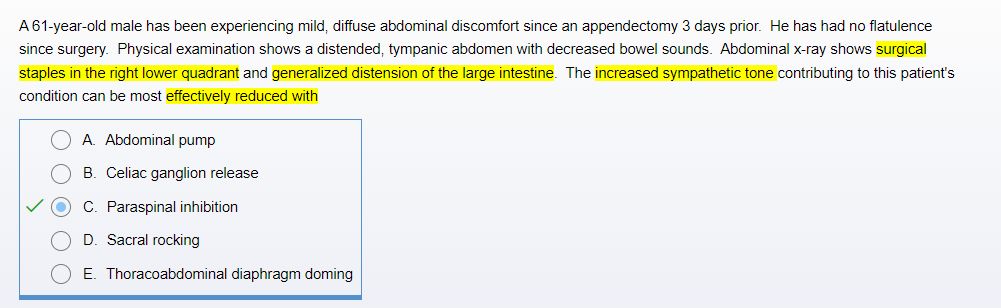 A 61-year-old male has been experiencing mild, diffuse abdominal discomfort since an appendectomy 3 days prior.  He has had no flatulence
since surgery.  Physical examination shows a distended, tympanic abdomen with decreased bowel sounds.  Abdominal x-ray shows surgical
staples in the right lower quadrant and generalized distension of the large intestine.  The increased sympathetic tone contributing to this patient's
condition can be most effectively reduced with
A. Abdominal pump
B. Celiac ganglion release
C. Paraspinal inhibition
D. Sacral rocking
E. Thoracoabdominal diaphragm doming